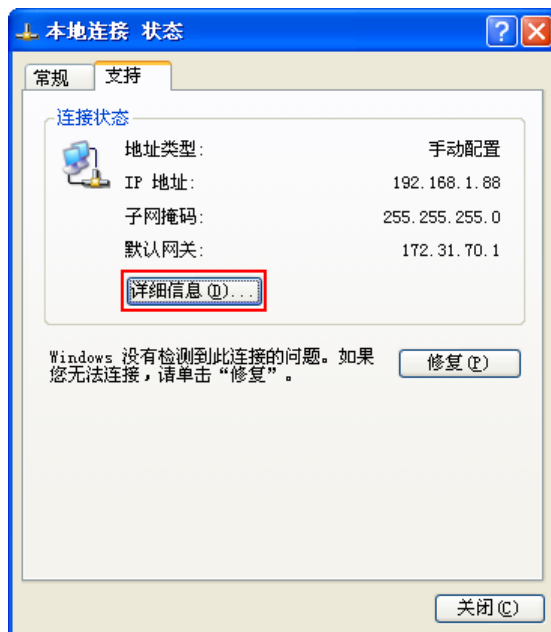 本地连接 状态
常规 支持
连接状态
地址类型: 手动配置
IP 地址: 192.168.1.88
子网掩码: 255.255.255.0
默认网关: 172.31.70.1
详细信息(D)...
Windows 没有检测到此连接的问题。如果
您无法连接，请单击“修复”。
修复(P)
关闭(C)